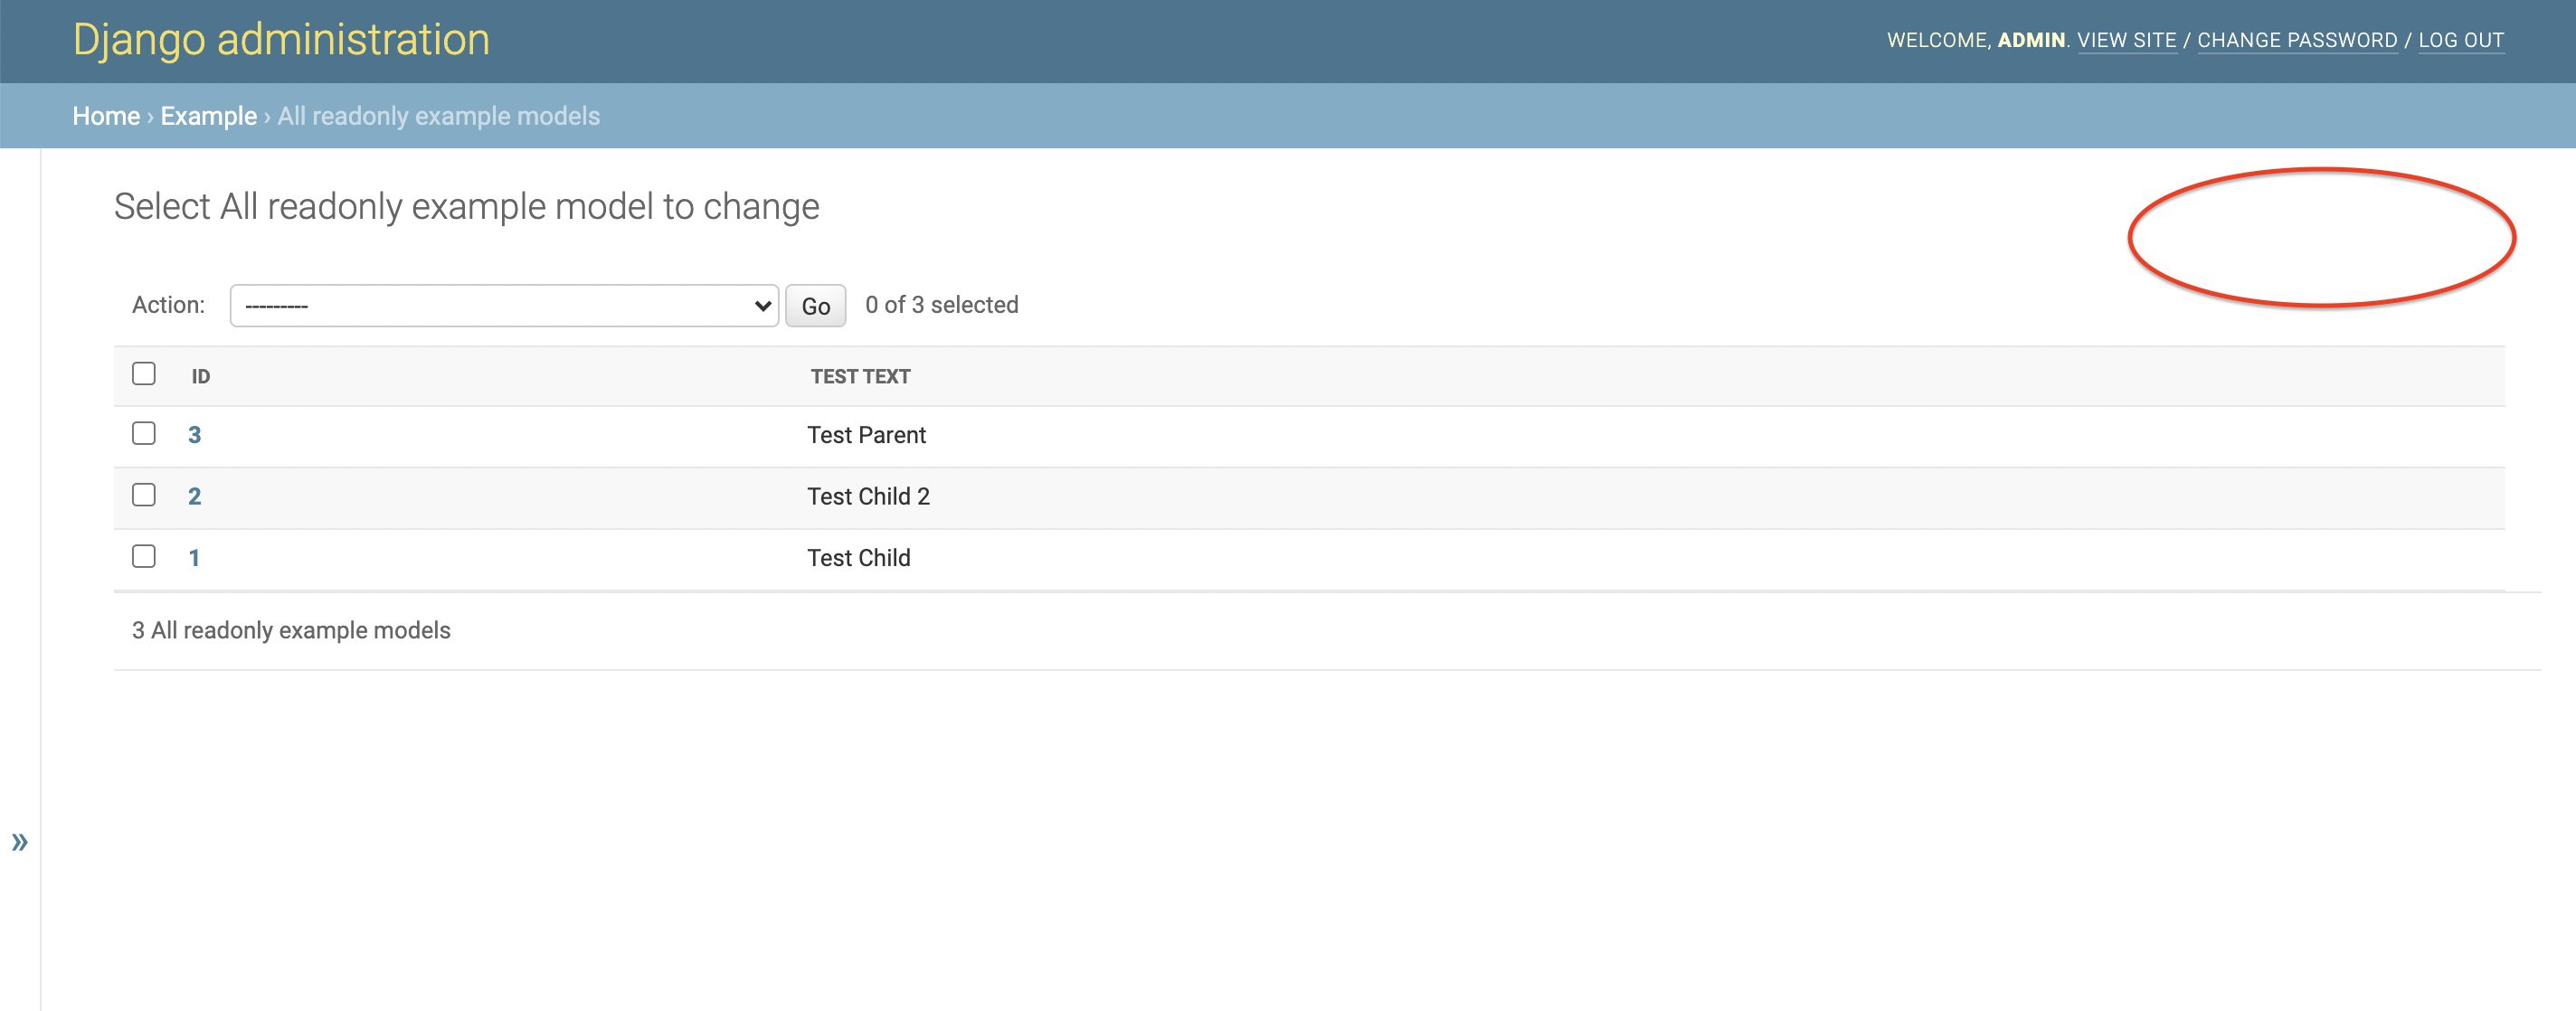 Django administration
WELCOME, ADMIN. VIEW SITE / CHANGE PASSWORD / LOG OUT
Home › Example › All readonly example models
Select All readonly example model to change
Action: --------- Go 0 of 3 selected
ID TEST TEXT
3 Test Parent
2 Test Child 2
1 Test Child
3 All readonly example models
»